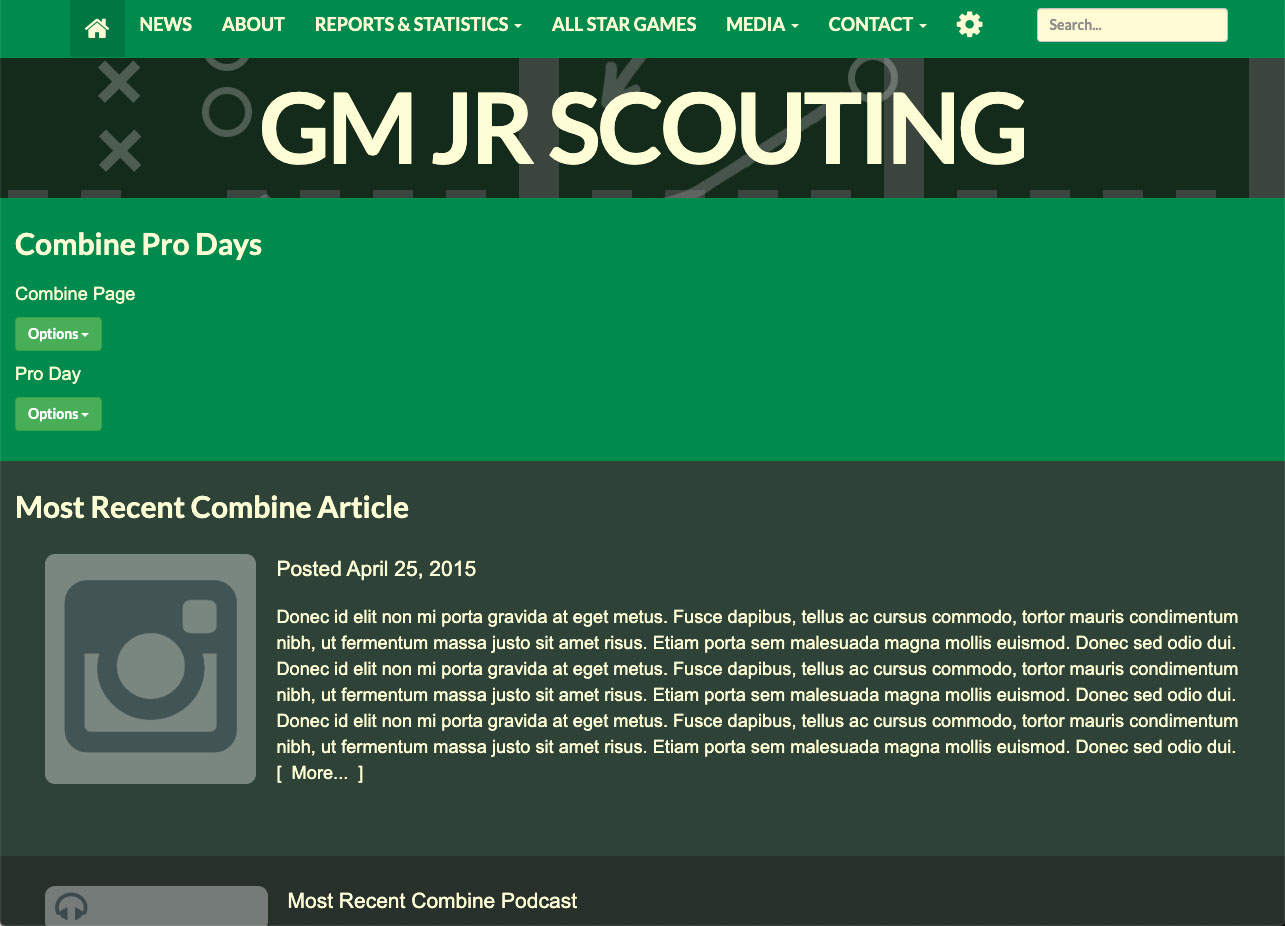 NEWS ABOUT REPORTS & STATISTICS ALL STAR GAMES MEDIA CONTACT Search...
GM JR SCOUTING
Combine Pro Days
Combine Page
Options
Pro Day
Options
Most Recent Combine Article
Posted April 25, 2015
Donec id elit non mi porta gravida at eget metus. Fusce dapibus, tellus ac cursus commodo, tortor mauris condimentum
nibh, ut fermentum massa justo sit amet risus. Etiam porta sem malesuada magna mollis euismod. Donec sed odio dui.
Donec id elit non mi porta gravida at eget metus. Fusce dapibus, tellus ac cursus commodo, tortor mauris condimentum
nibh, ut fermentum massa justo sit amet risus. Etiam porta sem malesuada magna mollis euismod. Donec sed odio dui.
Donec id elit non mi porta gravida at eget metus. Fusce dapibus, tellus ac cursus commodo, tortor mauris condimentum
nibh, ut fermentum massa justo sit amet risus. Etiam porta sem malesuada magna mollis euismod. Donec sed odio dui.
[ More... ]
Most Recent Combine Podcast